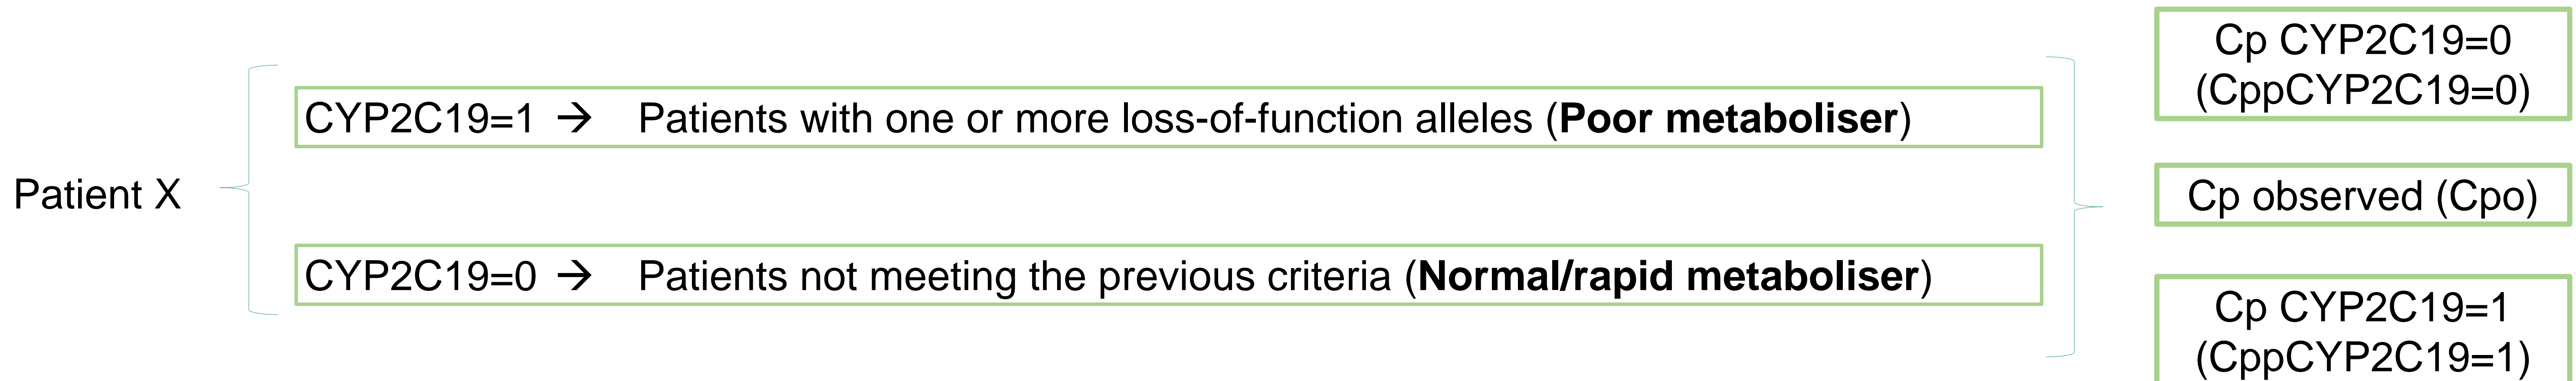 Patient X
CYP2C19=1 → Patients with one or more loss-of-function alleles (Poor metaboliser)
CYP2C19=0 → Patients not meeting the previous criteria (Normal/rapid metaboliser)
Cp CYP2C19=0
(CppCYP2C19=0)
Cp observed (Cpo)
Cp CYP2C19=1
(CppCYP2C19=1)